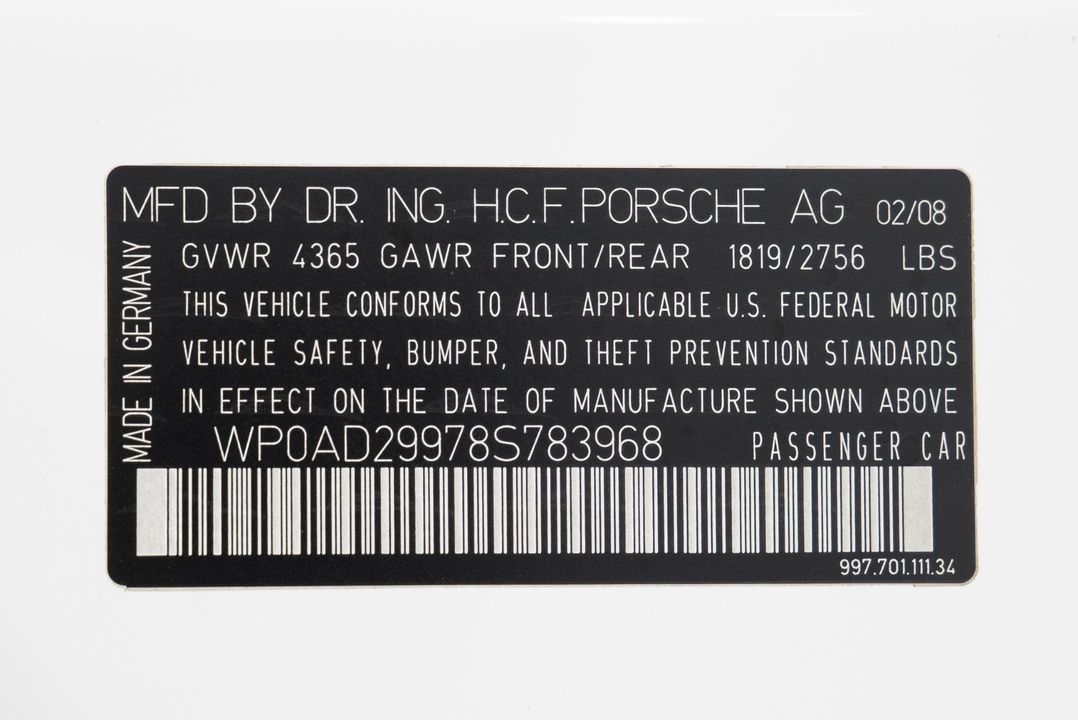 MFD BY DR. ING. H.C.F.PORSCHE AG 02/08
GVWR 4365 GAWR FRONT/REAR 1819/2756 LBS
THIS VEHICLE CONFORMS TO ALL APPLICABLE U.S. FEDERAL MOTOR
VEHICLE SAFETY, BUMPER, AND THEFT PREVENTION STANDARDS
IN EFFECT ON THE DATE OF MANUFACTURE SHOWN ABOVE
WP0AD29978S783968 PASSENGER CAR
MADE IN GERMANY
997.701.111.34